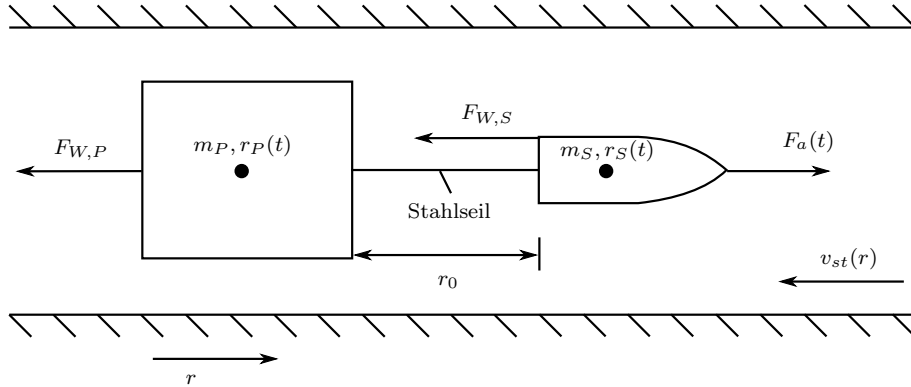 F_{W,S}
F_a(t)
F_{W,P}
m_P, r_P(t)
m_S, r_S(t)
Stahlseil
v_{st}(r)
r_0
r